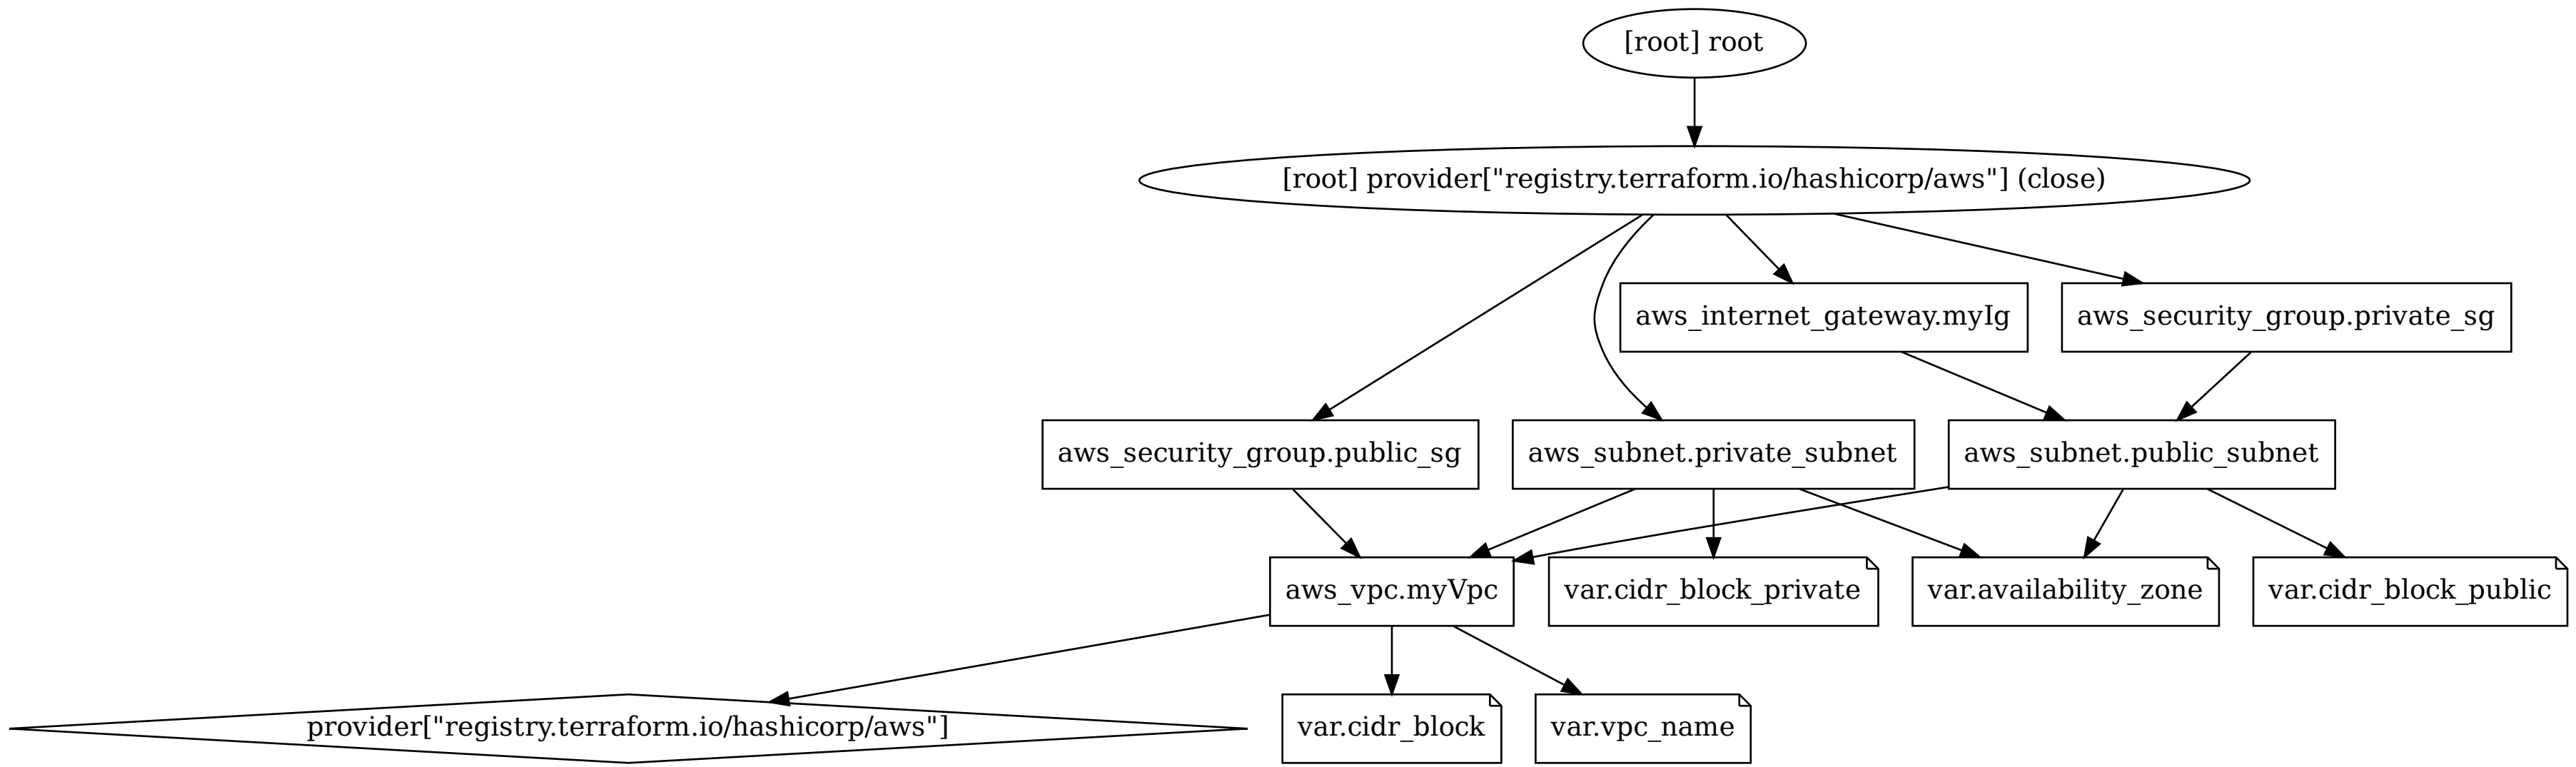 [root] root
[root] provider[\"registry.terraform.io/hashicorp/aws\"] (close)
aws_internet_gateway.myIg
aws_security_group.private_sg
aws_security_group.public_sg
aws_subnet.private_subnet
aws_subnet.public_subnet
aws_vpc.myVpc
var.cidr_block_private
var.availability_zone
var.cidr_block_public
provider[\"registry.terraform.io/hashicorp/aws\"]
var.cidr_block
var.vpc_name